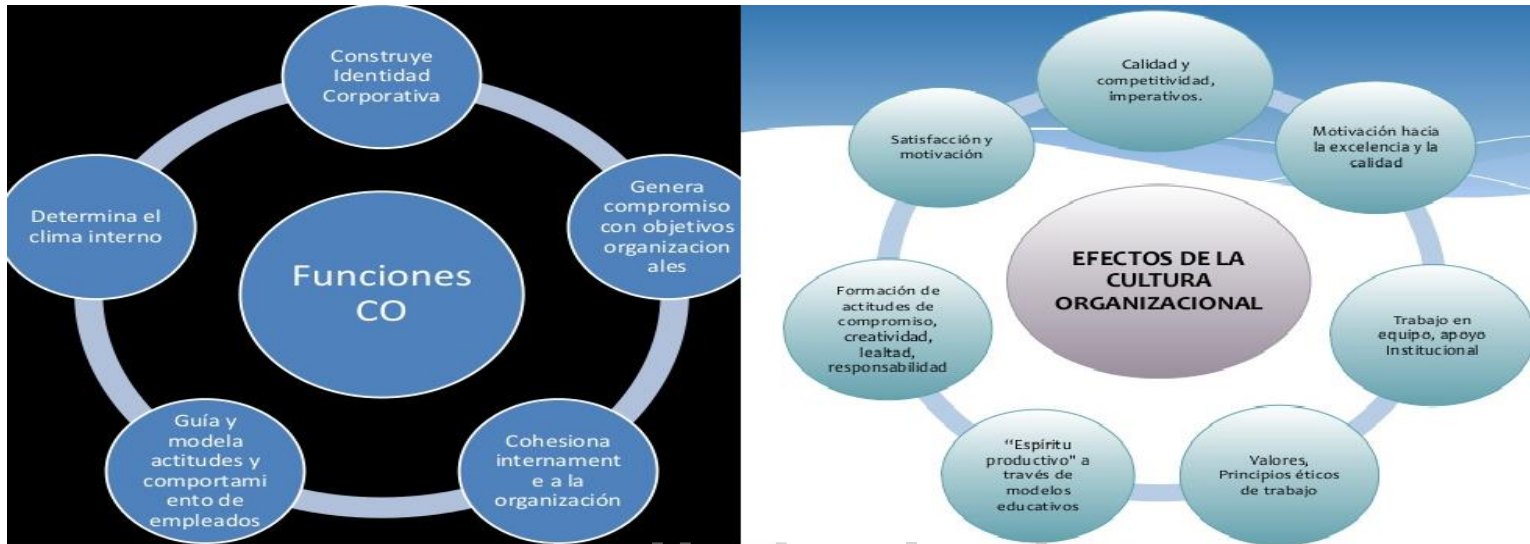 Construye
Identidad
Corporativa
Genera
compromiso
con objetivos
organizacion
ales
Cohesiona
internament
e a la
organización
Guía y
modela
actitudes y
comportami
ento de
empleados
Determina el
clima interno
Funciones
CO
Calidad y
competitividad,
imperativos.
Motivación hacia
la excelencia y la
calidad
Trabajo en
equipo, apoyo
Institucional
Valores,
Principios éticos
de trabajo
“Espíritu
productivo" a
través de
modelos
educativos
Formación de
actitudes de
compromiso,
creatividad,
lealtad,
responsabilidad
Satisfacción y
motivación
EFECTOS DE LA
CULTURA
ORGANIZACIONAL